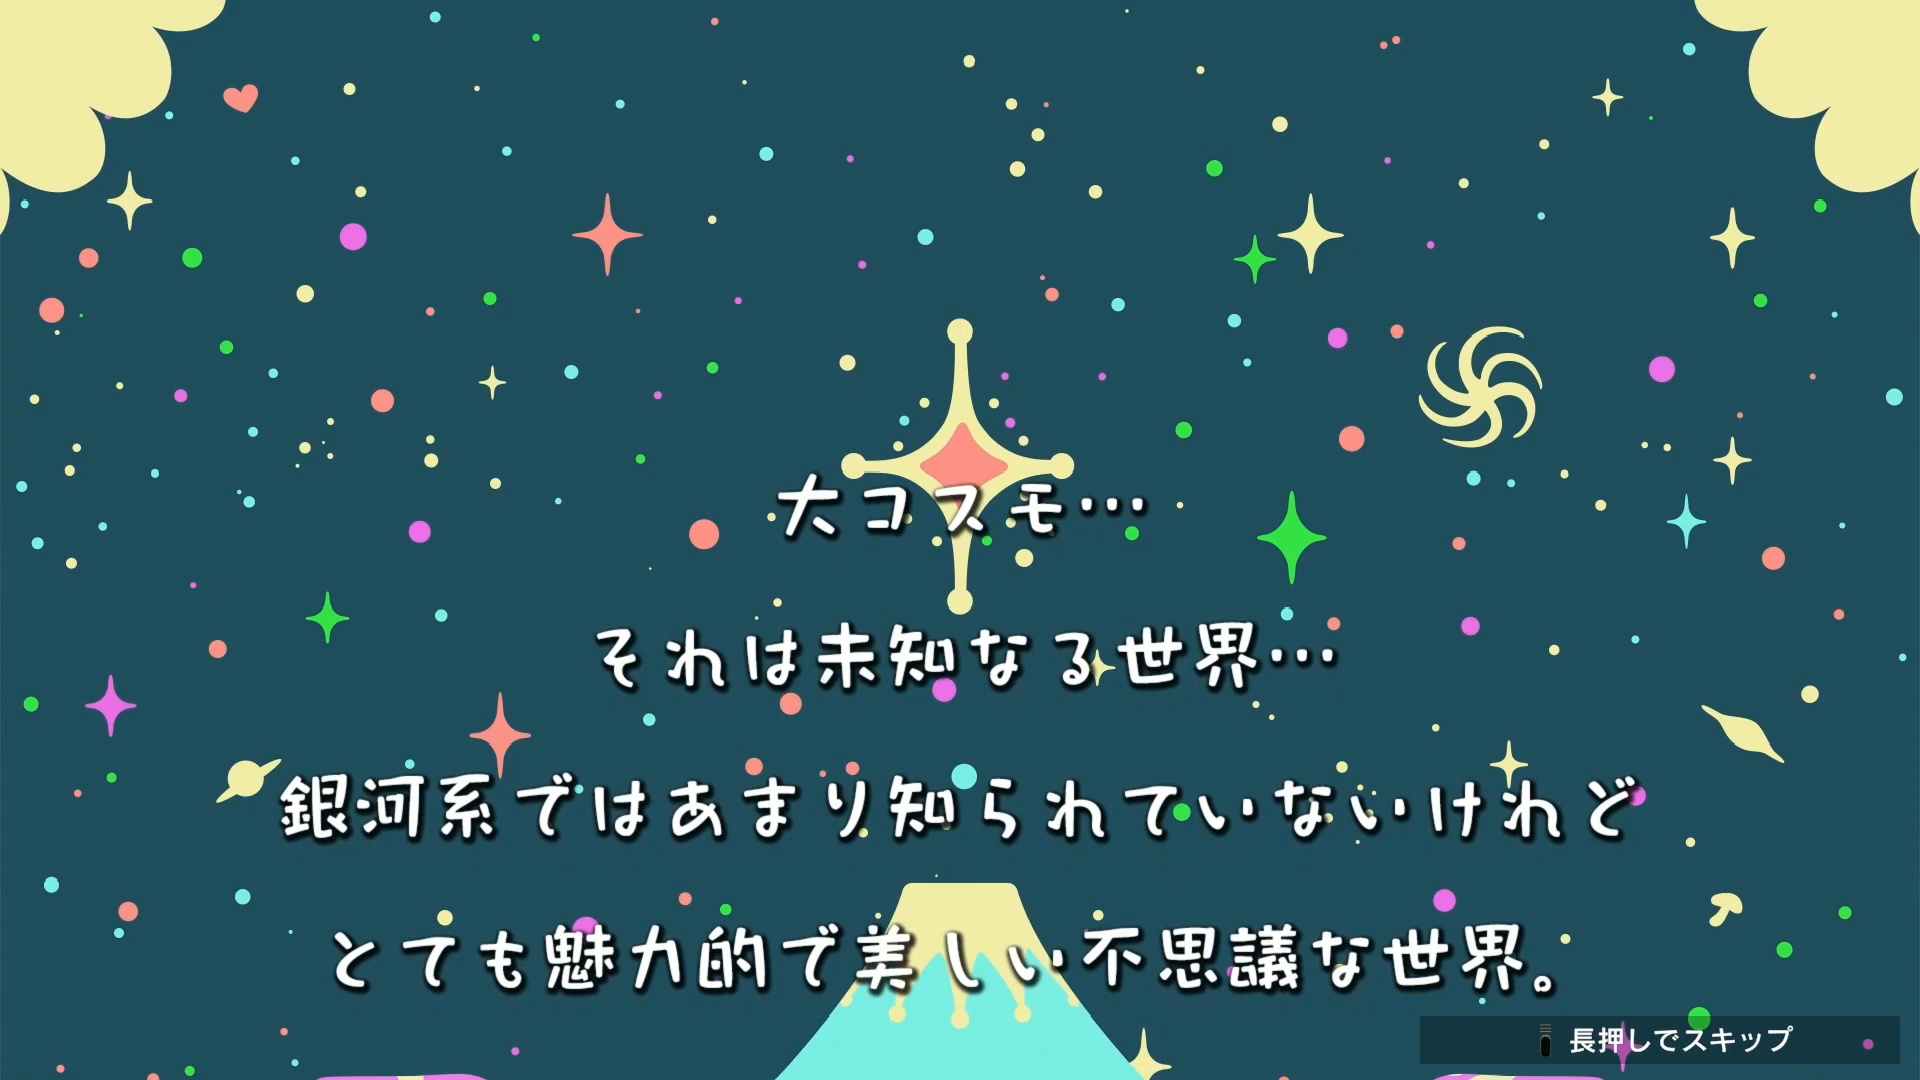 大コスモ…
それは未知なる世界…
銀河系ではあまり知られていないけれど
とても魅力的で美しい不思議な世界。
長押しでスキップ